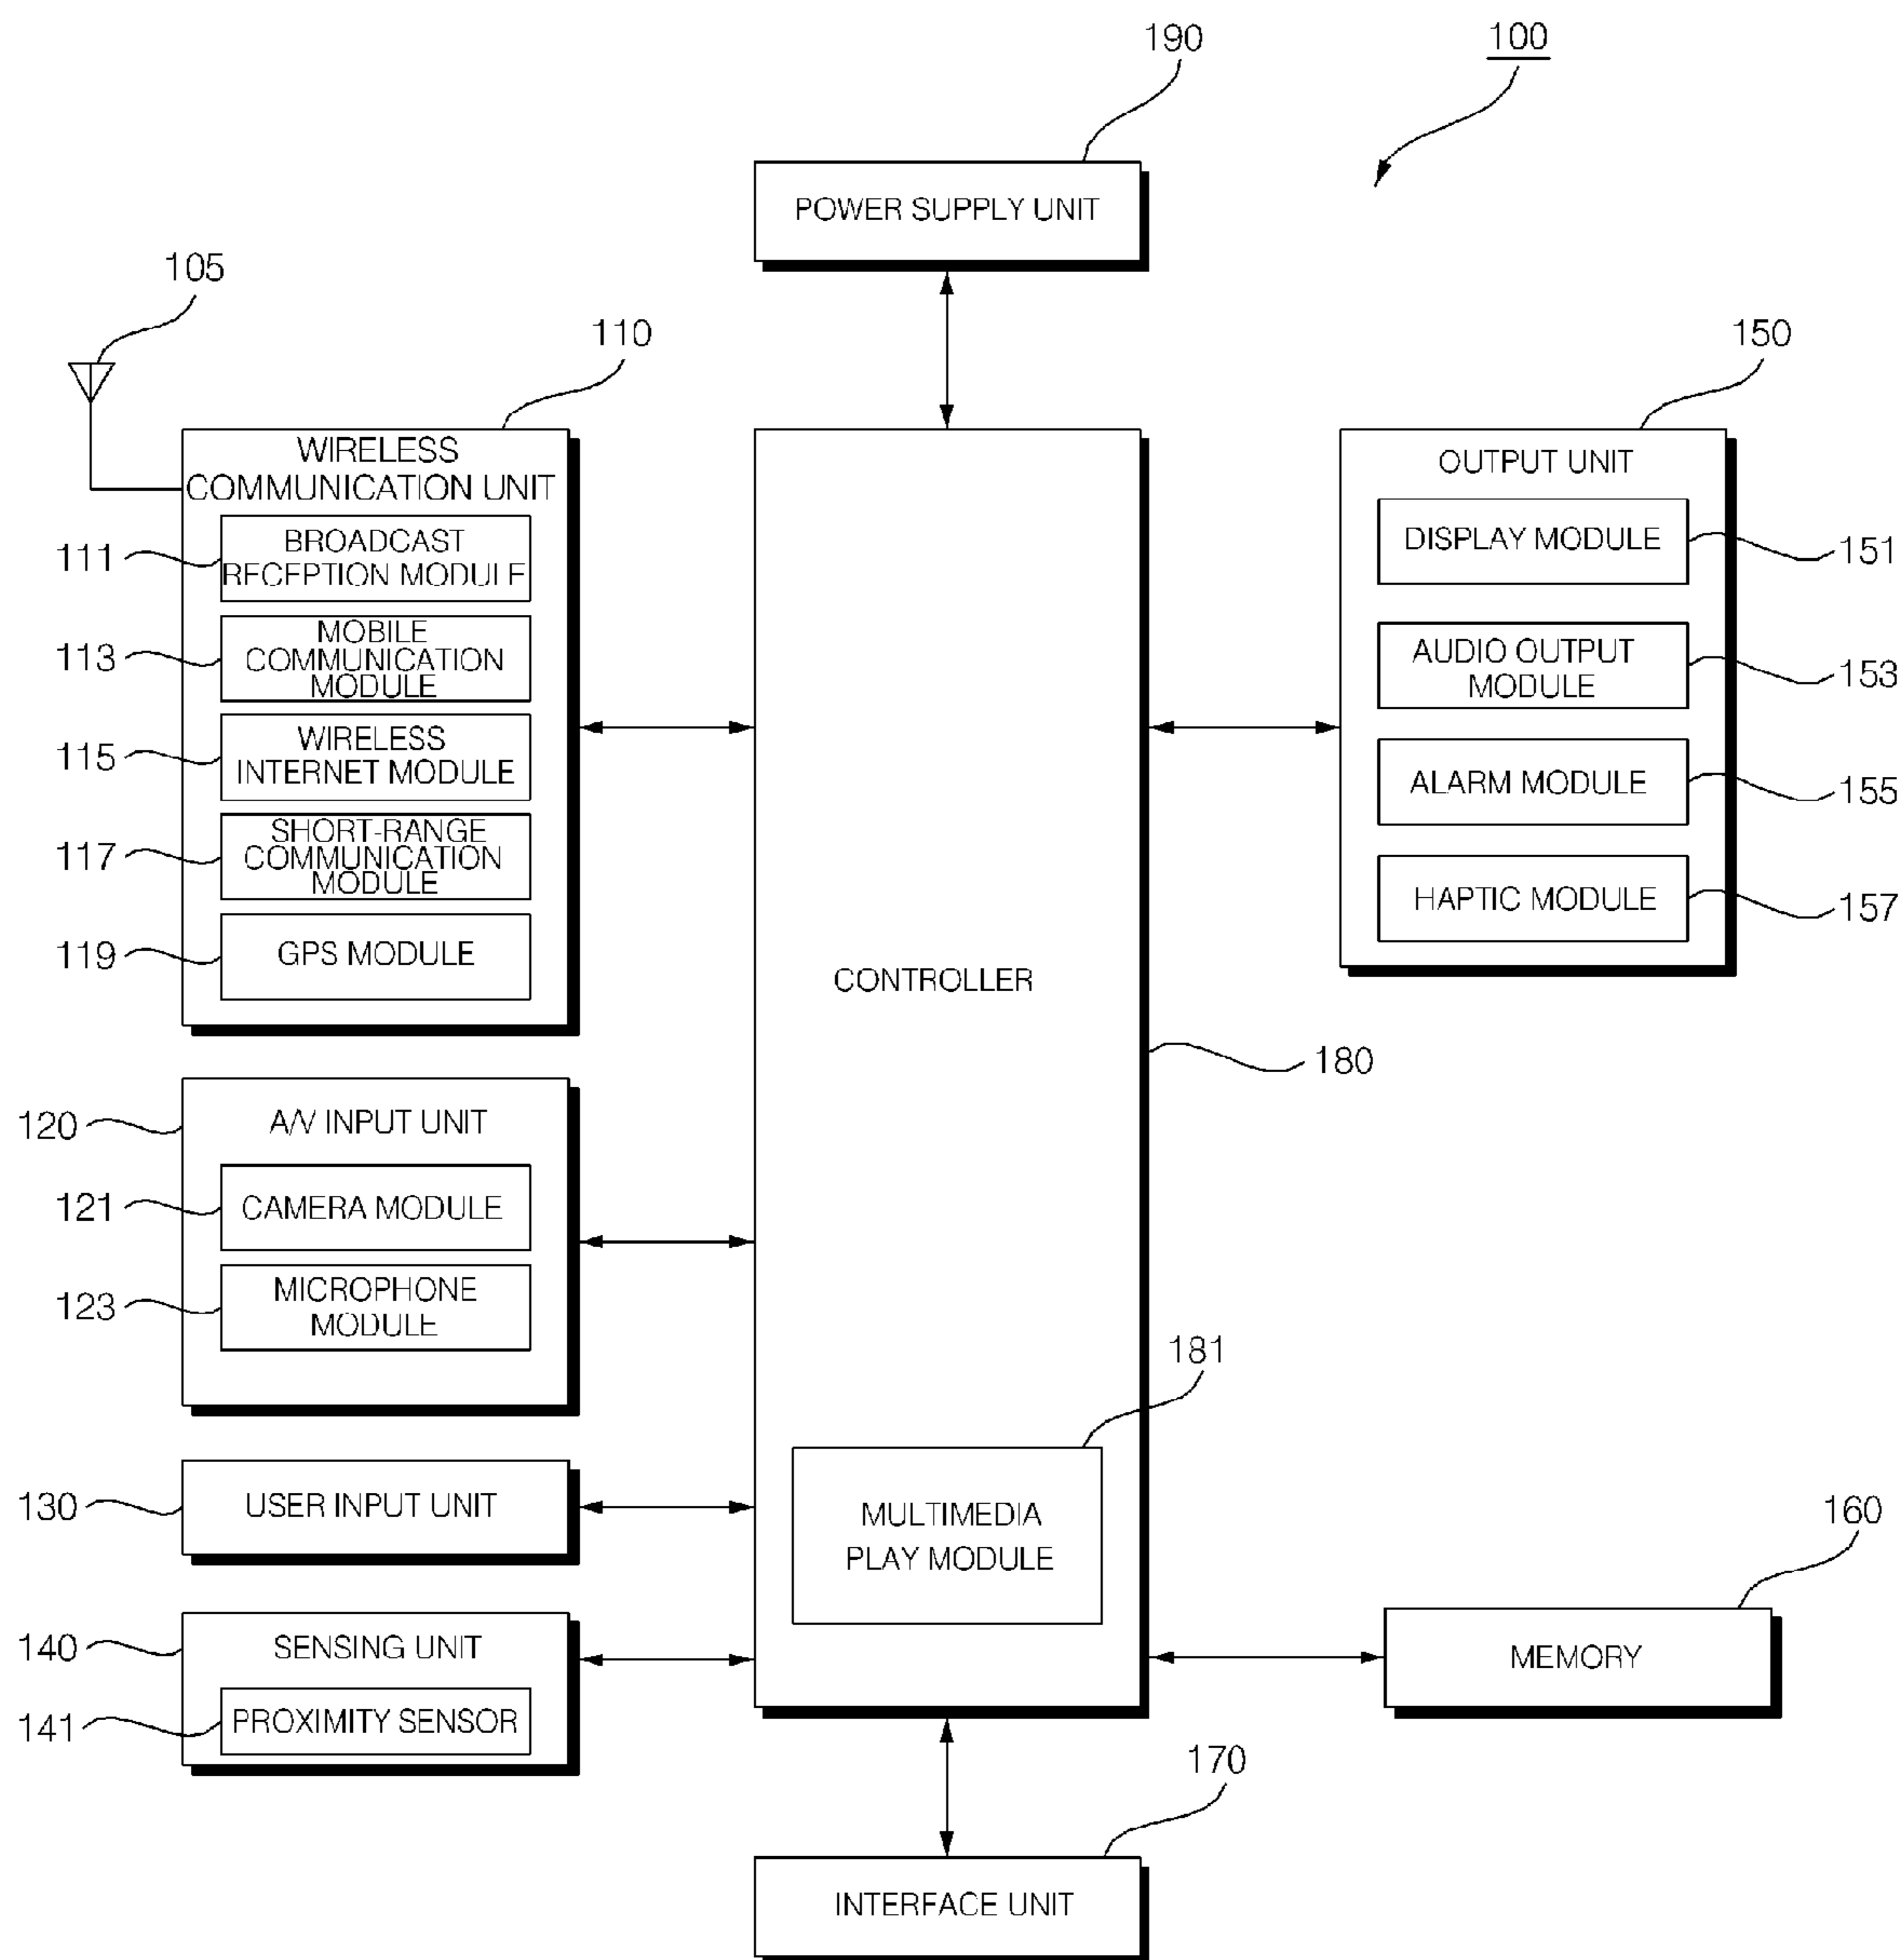 190
100
POWER SUPPLY UNIT
105
110
150
WIRELESS
COMMUNICATION UNIT
111
BROADCAST
RECEPTION MODULE
113
MOBILE
COMMUNICATION
MODULE
115
WIRELESS
INTERNET MODULE
117
SHORT-RANGE
COMMUNICATION
MODULE
119
GPS MODULE
OUTPUT UNIT
DISPLAY MODULE
151
AUDIO OUTPUT
MODULE
153
ALARM MODULE
155
HAPTIC MODULE
157
CONTROLLER
180
120
A/V INPUT UNIT
121
CAMERA MODULE
123
MICROPHONE
MODULE
181
MULTIMEDIA
PLAY MODULE
130
USER INPUT UNIT
160
MEMORY
140
SENSING UNIT
141
PROXIMITY SENSOR
170
INTERFACE UNIT